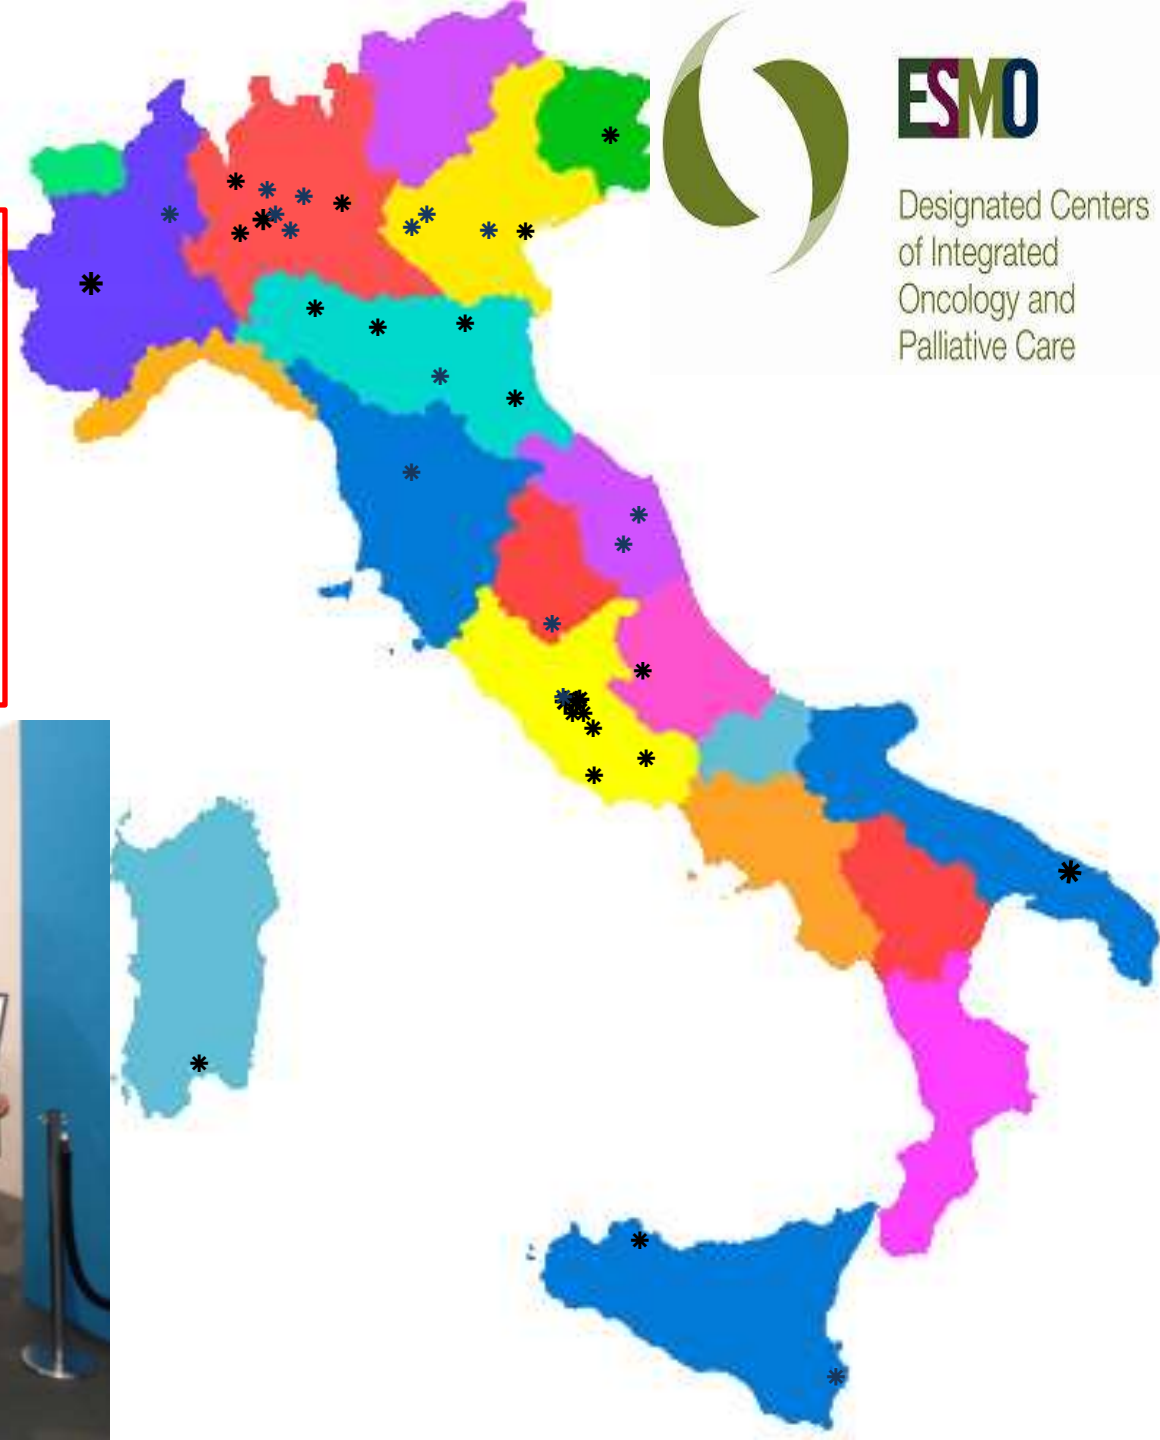 ESMO
Designated Centers
of Integrated
Oncology and
Palliative Care